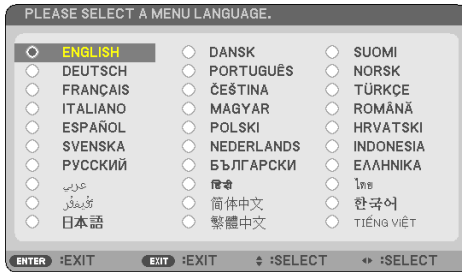 PLEASE SELECT A MENU LANGUAGE.
ENGLISH DANSK SUOMI
DEUTSCH PORTUGUÊS NORSK
FRANÇAIS ČEŠTINA TÜRKÇE
ITALIANO MAGYAR ROMÂNĂ
ESPAÑOL POLSKI HRVATSKI
SVENSKA NEDERLANDS INDONESIA
РУССКИЙ БЪЛГАРСКИ ΕΛΛΗΝΙΚΑ
عربي हिंदी ไทย
简体中文 한국어
日本語 繁體中文 TIẾNG VIỆT
ENTER :EXIT EXIT :EXIT ♦ :SELECT ◂▸ :SELECT